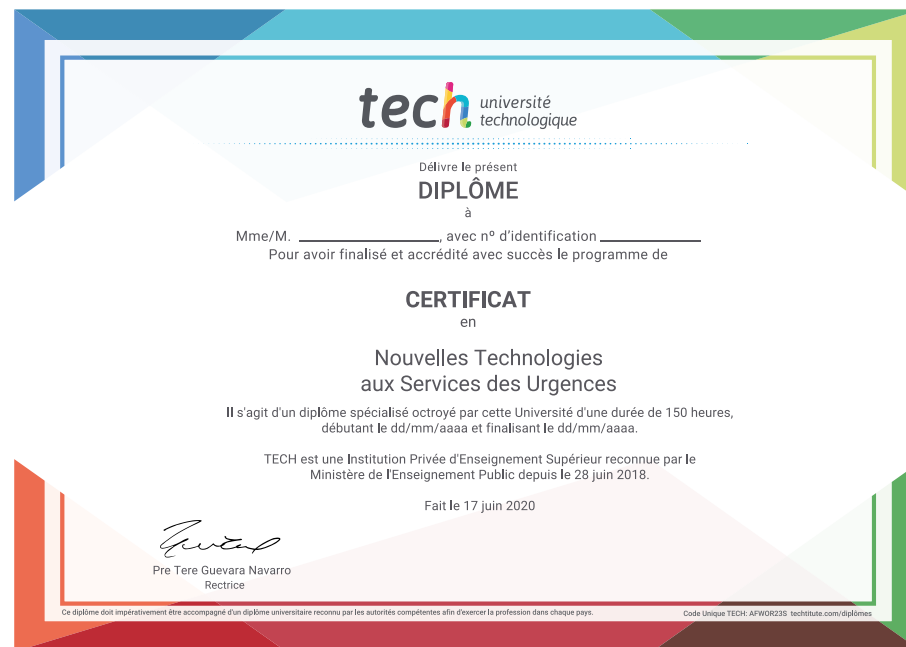 tech université
technologique
Délivre le présent
DIPLÔME
à
Mme/M. ____________, avec nº d'identification ____________
Pour avoir finalisé et accrédité avec succès le programme de
CERTIFICAT
en
Nouvelles Technologies
aux Services des Urgences
Il s'agit d'un diplôme spécialisé octroyé par cette Université d'une durée de 150 heures,
débutant le dd/mm/aaaa et finalisant le dd/mm/aaaa.
TECH est une Institution Privée d'Enseignement Supérieur reconnue par le
Ministère de l'Enseignement Public depuis le 28 juin 2018.
Fait le 17 juin 2020
Pre Tere Guevara Navarro
Rectrice
Ce diplôme doit impérativement être accompagné d'un diplôme universitaire reconnu par les autorités compétentes afin d'exercer la profession dans chaque pays.
Code Unique TECH: AFWOR23S techtitute.com/diplômes